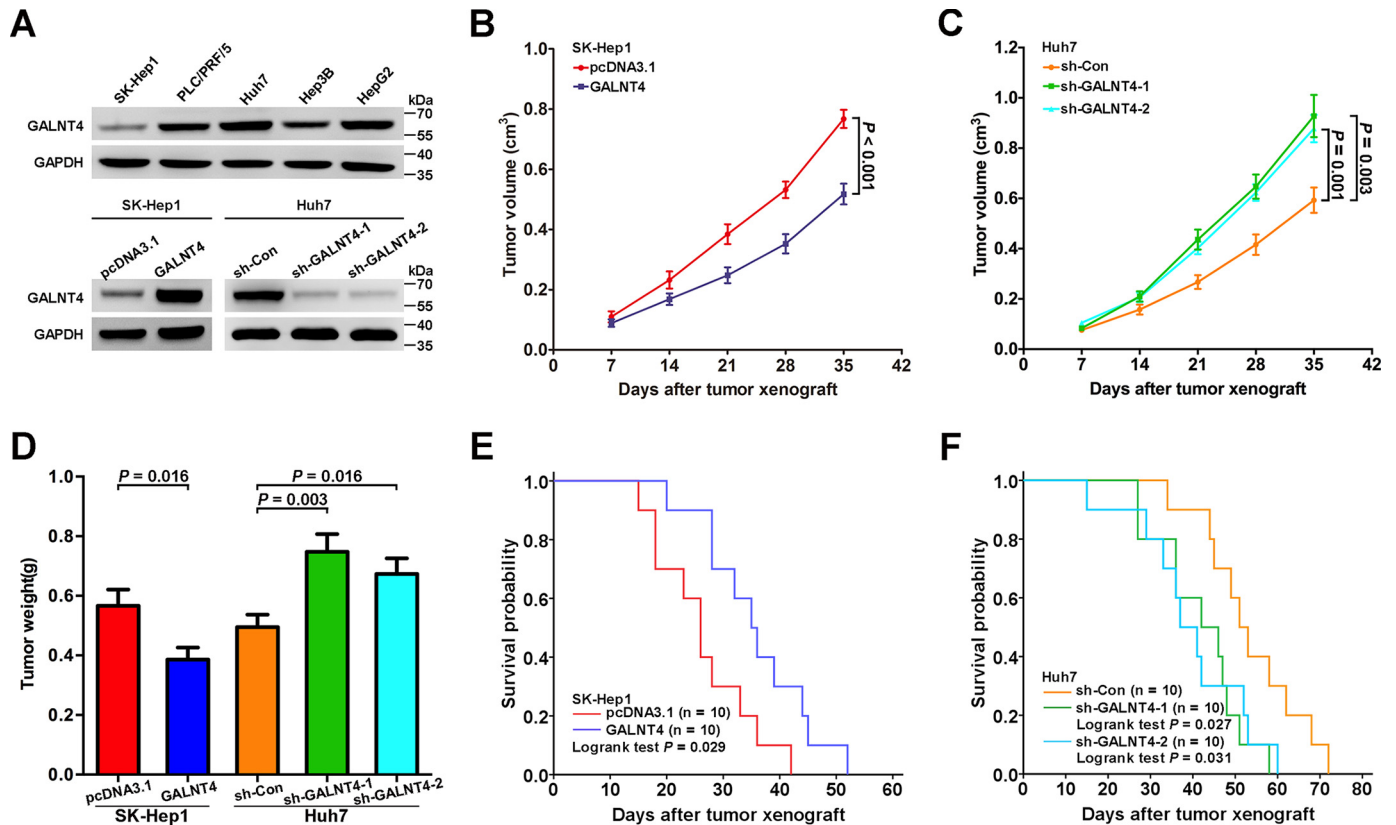 A
SK-Hep1
PLC/PRF/5
Huh7
Hep3B
HepG2
kDa
GALNT4
70
55
GAPDH
40
35
SK-Hep1
Huh7
pcDNA3.1
GALNT4
sh-Con
sh-GALNT4-1
sh-GALNT4-2
kDa
GALNT4
70
55
GAPDH
40
35
B
SK-Hep1
pcDNA3.1
GALNT4
Tumor volume (cm³)
1.0
0.8
0.6
0.4
0.2
0.0
P < 0.001
7 14 21 28 35 42
Days after tumor xenograft
C
Huh7
sh-Con
sh-GALNT4-1
sh-GALNT4-2
Tumor volume (cm³)
1.2
1.0
0.8
0.6
0.4
0.2
0.0
P = 0.001
P = 0.003
7 14 21 28 35 42
Days after tumor xenograft
D
Tumor weight(g)
1.0
0.8
0.6
0.4
0.2
0.0
P = 0.016
P = 0.016
P = 0.003
pcDNA3.1
GALNT4
sh-Con
sh-GALNT4-1
sh-GALNT4-2
SK-Hep1
Huh7
E
Survival probability
1.0
0.8
0.6
0.4
0.2
0.0
SK-Hep1
pcDNA3.1 (n = 10)
GALNT4 (n = 10)
Logrank test P = 0.029
0 10 20 30 40 50 60
Days after tumor xenograft
F
Survival probability
1.0
0.8
0.6
0.4
0.2
0.0
Huh7
sh-Con (n = 10)
sh-GALNT4-1 (n = 10)
Logrank test P = 0.027
sh-GALNT4-2 (n = 10)
Logrank test P = 0.031
0 10 20 30 40 50 60 70 80
Days after tumor xenograft